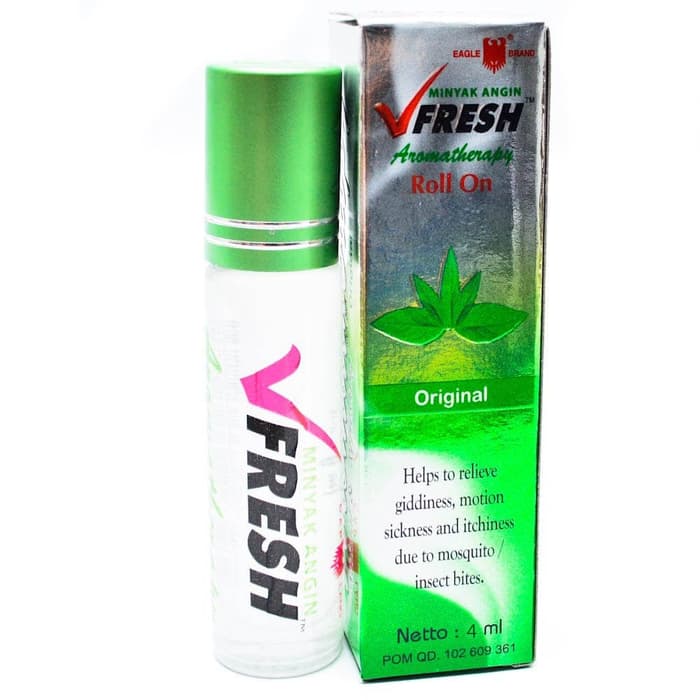 EAGLE BRAND ®
MINYAK ANGIN
VFRESH™
Aromatherapy
Roll On
Original
Helps to relieve
giddiness, motion
sickness and itchiness
due to mosquito /
insect bites.
Netto : 4 ml
POM QD. 102 609 361
VFRESH™
MINYAK ANGIN